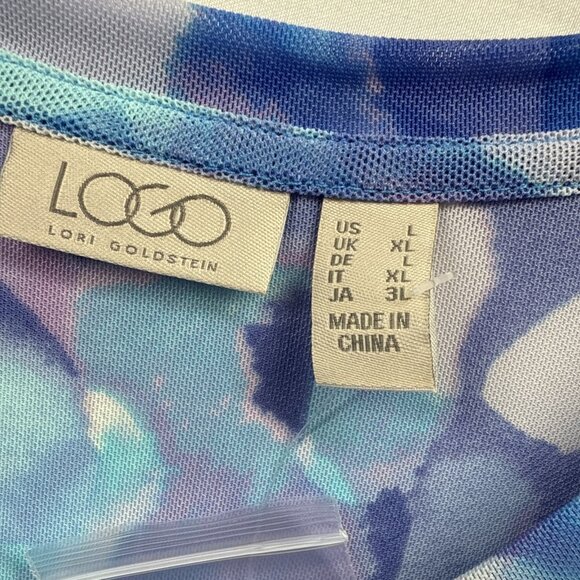 LOGO
LORI GOLDSTEIN
US L
UK XL
DE L
IT XL
JA 3L
MADE IN
CHINA